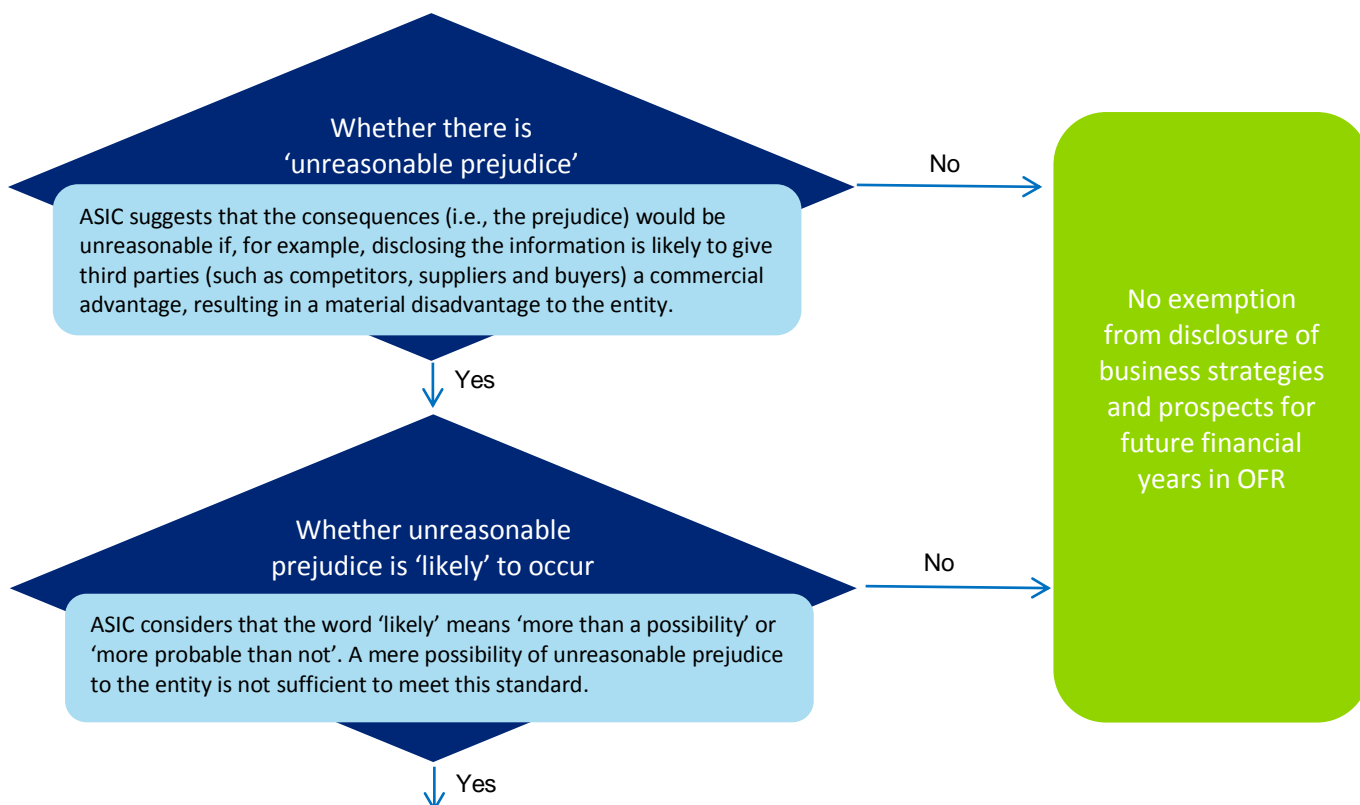 Whether there is
‘unreasonable prejudice’
No
ASIC suggests that the consequences (i.e., the prejudice) would be
unreasonable if, for example, disclosing the information is likely to give
third parties (such as competitors, suppliers and buyers) a commercial
advantage, resulting in a material disadvantage to the entity.
Yes
No exemption
from disclosure of
business strategies
and prospects for
future financial
years in OFR
Whether unreasonable
prejudice is ‘likely’ to occur
No
ASIC considers that the word ‘likely’ means ‘more than a possibility’ or
‘more probable than not’. A mere possibility of unreasonable prejudice
to the entity is not sufficient to meet this standard.
Yes